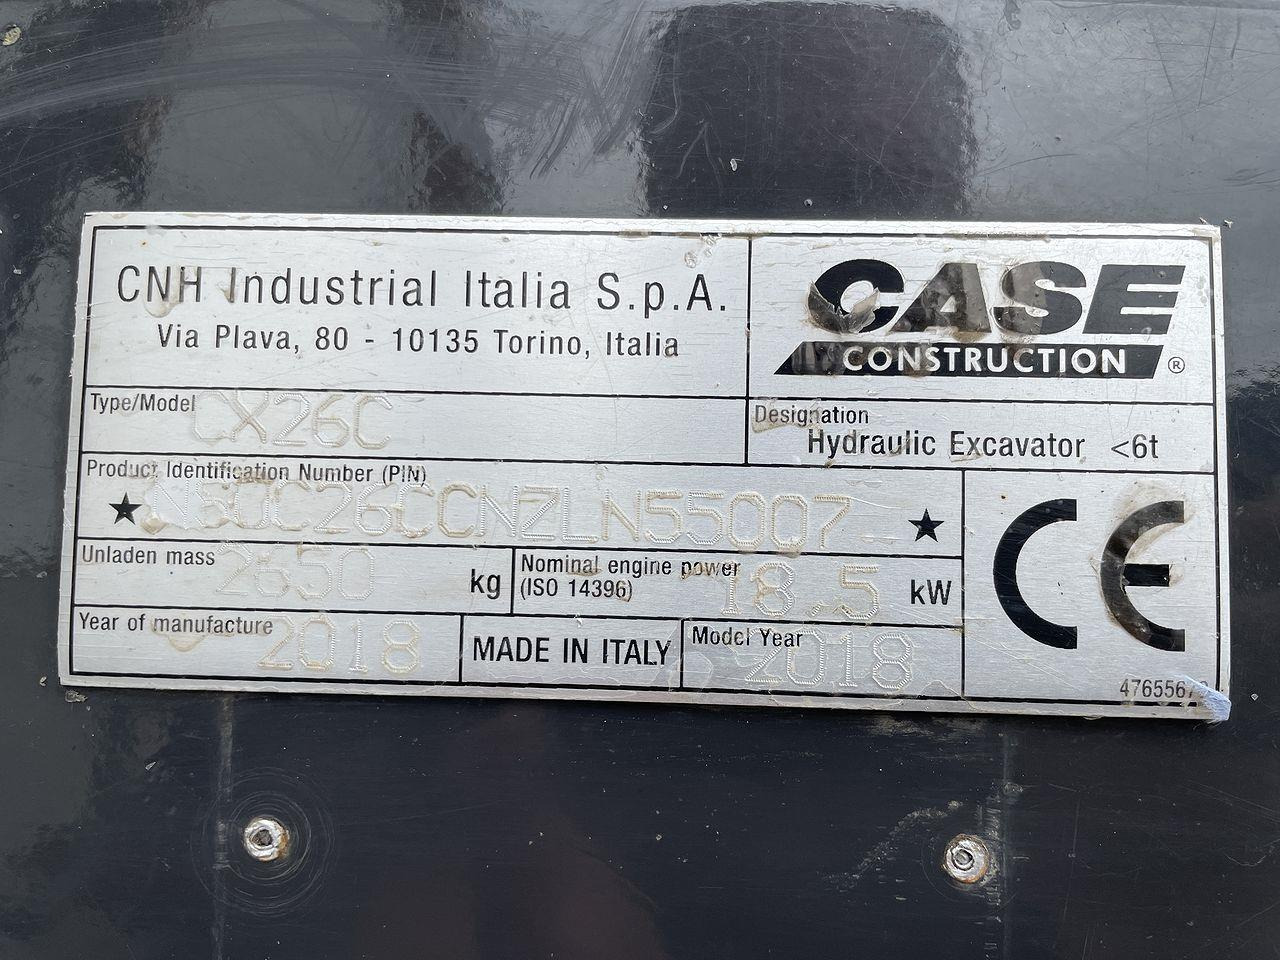 CNH Industrial Italia S.p.A.
Via Plava, 80 - 10135 Torino, Italia
CASE
CONSTRUCTION ®
Type/Model CX26C
Designation
Hydraulic Excavator <6t
Product Identification Number (PIN)
★ N5OC26CCNZLN55007 ★
Unladen mass 2650 kg
Nominal engine power
(ISO 14396) 18.5 kW
CE
Year of manufacture 2018
MADE IN ITALY
Model Year 2018